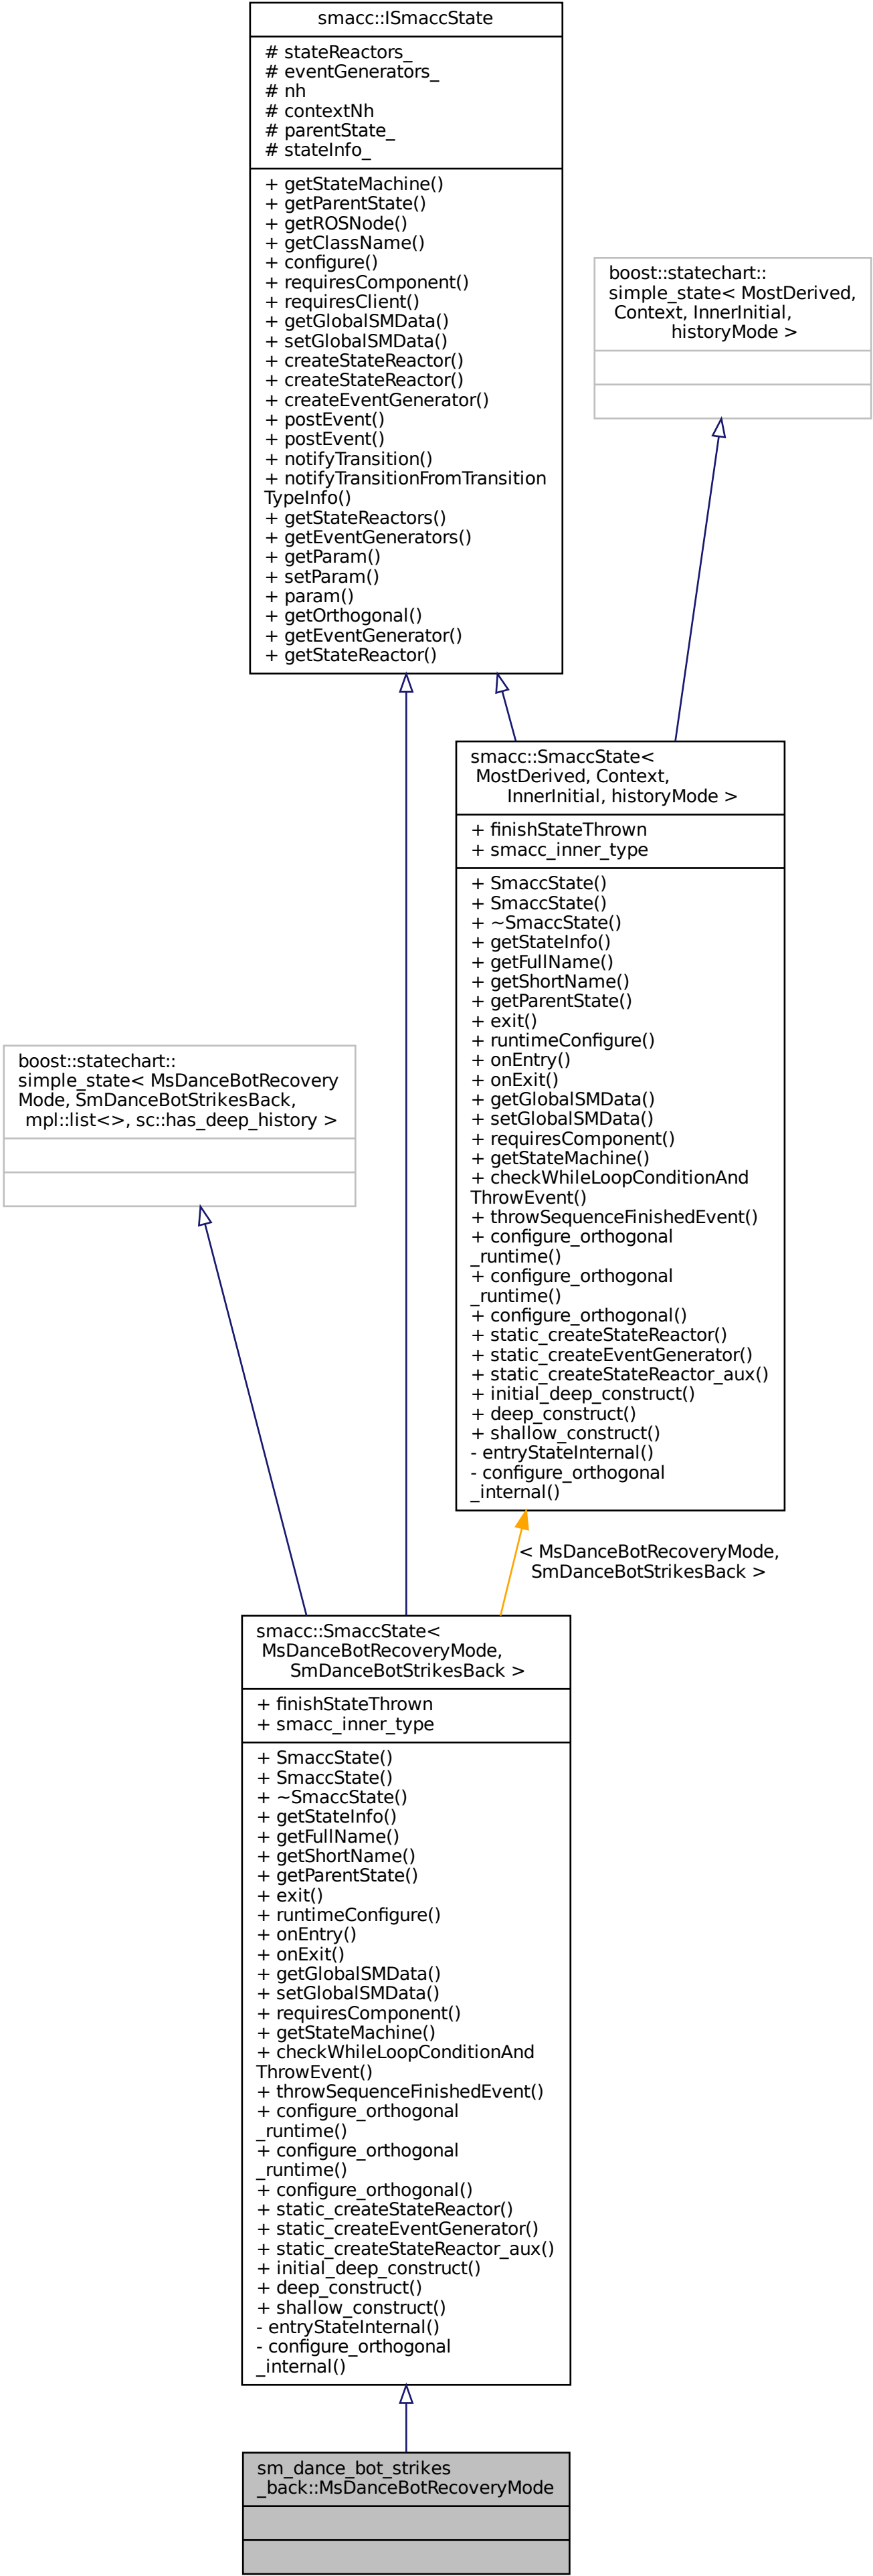 smacc::ISmaccState
# stateReactors_
# eventGenerators_
# nh
# contextNh
# parentState_
# stateInfo_
+ getStateMachine()
+ getParentState()
+ getROSNode()
+ getClassName()
+ configure()
+ requiresComponent()
+ requiresClient()
+ getGlobalSMData()
+ setGlobalSMData()
+ createStateReactor()
+ createStateReactor()
+ createEventGenerator()
+ postEvent()
+ postEvent()
+ notifyTransition()
+ notifyTransitionFromTransition
TypeInfo()
+ getStateReactors()
+ getEventGenerators()
+ getParam()
+ setParam()
+ param()
+ getOrthogonal()
+ getEventGenerator()
+ getStateReactor()
boost::statechart::
simple_state< MostDerived,
Context, InnerInitial,
historyMode >
smacc::SmaccState<
MostDerived, Context,
InnerInitial, historyMode >
+ finishStateThrown
+ smacc_inner_type
+ SmaccState()
+ SmaccState()
+ ~SmaccState()
+ getStateInfo()
+ getFullName()
+ getShortName()
+ getParentState()
+ exit()
+ runtimeConfigure()
+ onEntry()
+ onExit()
+ getGlobalSMData()
+ setGlobalSMData()
+ requiresComponent()
+ getStateMachine()
+ checkWhileLoopConditionAnd
ThrowEvent()
+ throwSequenceFinishedEvent()
+ configure_orthogonal
_runtime()
+ configure_orthogonal
_runtime()
+ configure_orthogonal()
+ static_createStateReactor()
+ static_createEventGenerator()
+ static_createStateReactor_aux()
+ initial_deep_construct()
+ deep_construct()
+ shallow_construct()
- entryStateInternal()
- configure_orthogonal
_internal()
boost::statechart::
simple_state< MsDanceBotRecovery
Mode, SmDanceBotStrikesBack,
mpl::list<>, sc::has_deep_history >
< MsDanceBotRecoveryMode,
SmDanceBotStrikesBack >
smacc::SmaccState<
MsDanceBotRecoveryMode,
SmDanceBotStrikesBack >
+ finishStateThrown
+ smacc_inner_type
+ SmaccState()
+ SmaccState()
+ ~SmaccState()
+ getStateInfo()
+ getFullName()
+ getShortName()
+ getParentState()
+ exit()
+ runtimeConfigure()
+ onEntry()
+ onExit()
+ getGlobalSMData()
+ setGlobalSMData()
+ requiresComponent()
+ getStateMachine()
+ checkWhileLoopConditionAnd
ThrowEvent()
+ throwSequenceFinishedEvent()
+ configure_orthogonal
_runtime()
+ configure_orthogonal
_runtime()
+ configure_orthogonal()
+ static_createStateReactor()
+ static_createEventGenerator()
+ static_createStateReactor_aux()
+ initial_deep_construct()
+ deep_construct()
+ shallow_construct()
- entryStateInternal()
- configure_orthogonal
_internal()
sm_dance_bot_strikes
_back::MsDanceBotRecoveryMode